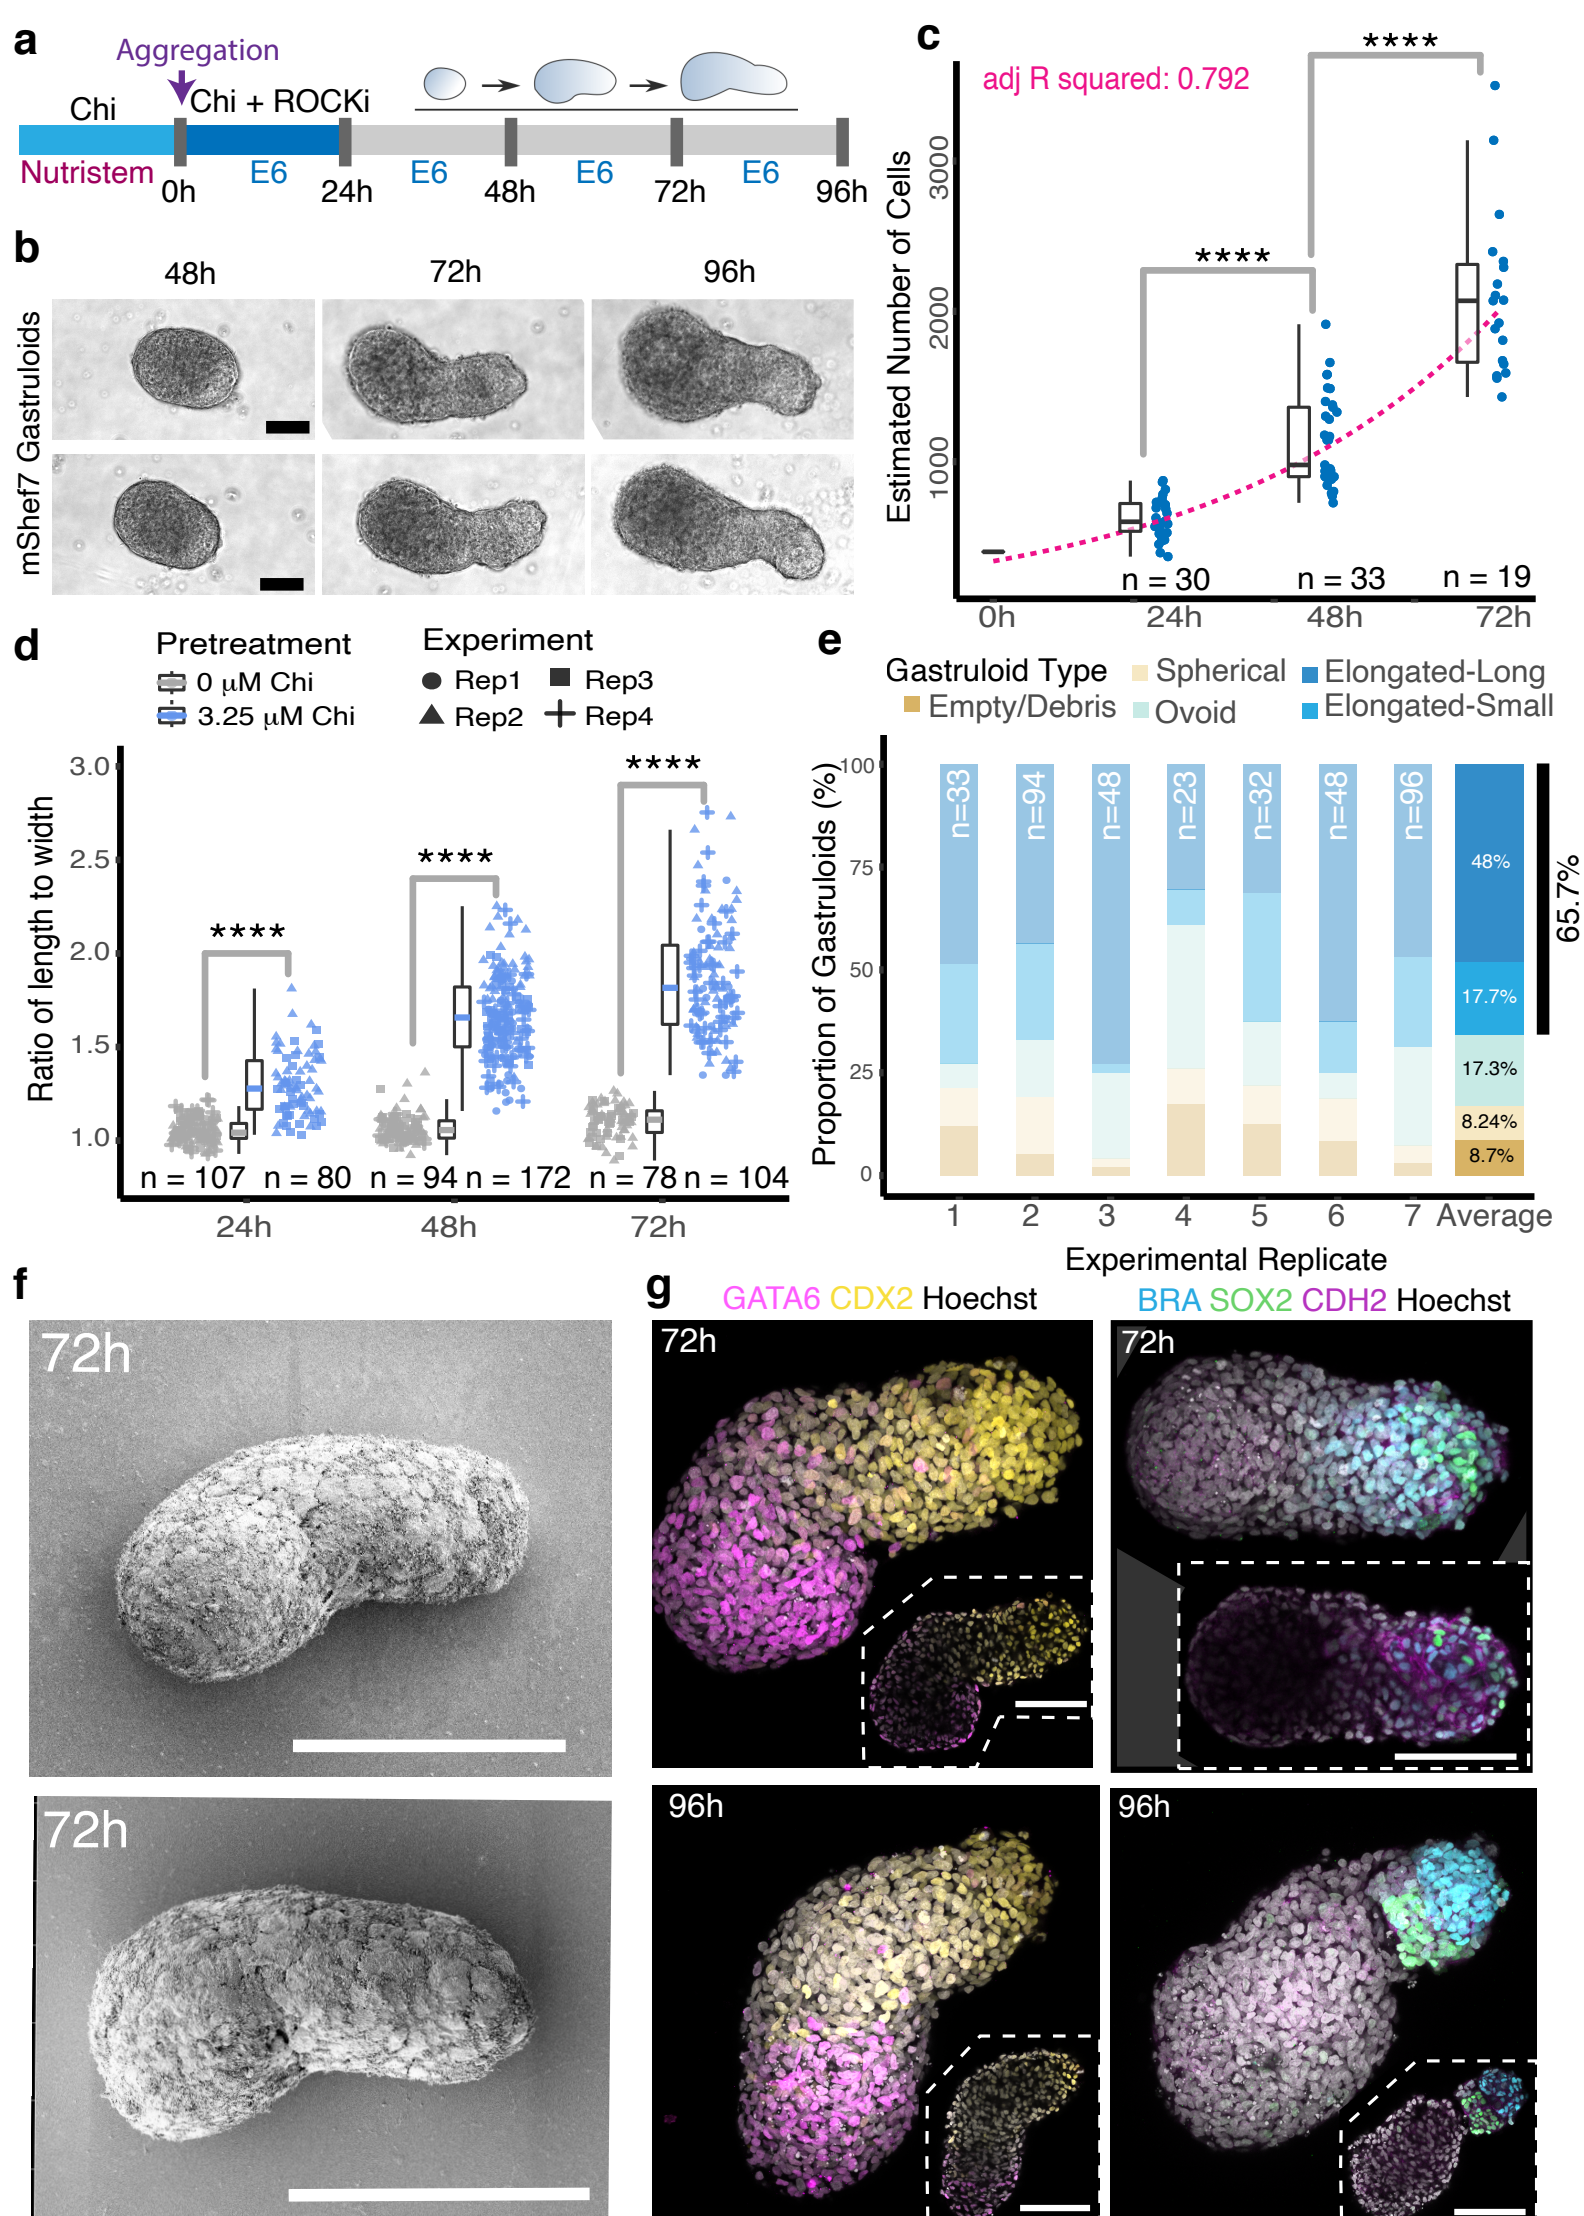 a
Aggregation
Chi
Chi + ROCKi
Nutristem
E6
E6
E6
E6
0h
24h
48h
72h
96h
b
48h
72h
96h
mShef7 Gastruloids
c
adj R squared: 0.792
****
****
Estimated Number of Cells
3000
2000
1000
n = 30
n = 33
n = 19
0h
24h
48h
72h
d
Pretreatment
0 µM Chi
3.25 µM Chi
Experiment
Rep1
Rep2
Rep3
Rep4
Ratio of length to width
3.0
2.5
2.0
1.5
1.0
****
****
****
n = 107
n = 80
n = 94
n = 172
n = 78
n = 104
24h
48h
72h
e
Gastruloid Type
Empty/Debris
Spherical
Ovoid
Elongated-Long
Elongated-Small
Proportion of Gastruloids (%)
100
75
50
25
0
n=33
n=94
n=48
n=23
n=32
n=48
n=96
48%
17.7%
17.3%
8.24%
8.7%
65.7%
1
2
3
4
5
6
7
Average
Experimental Replicate
f
72h
72h
g
GATA6 CDX2 Hoechst
BRA SOX2 CDH2 Hoechst
72h
72h
96h
96h